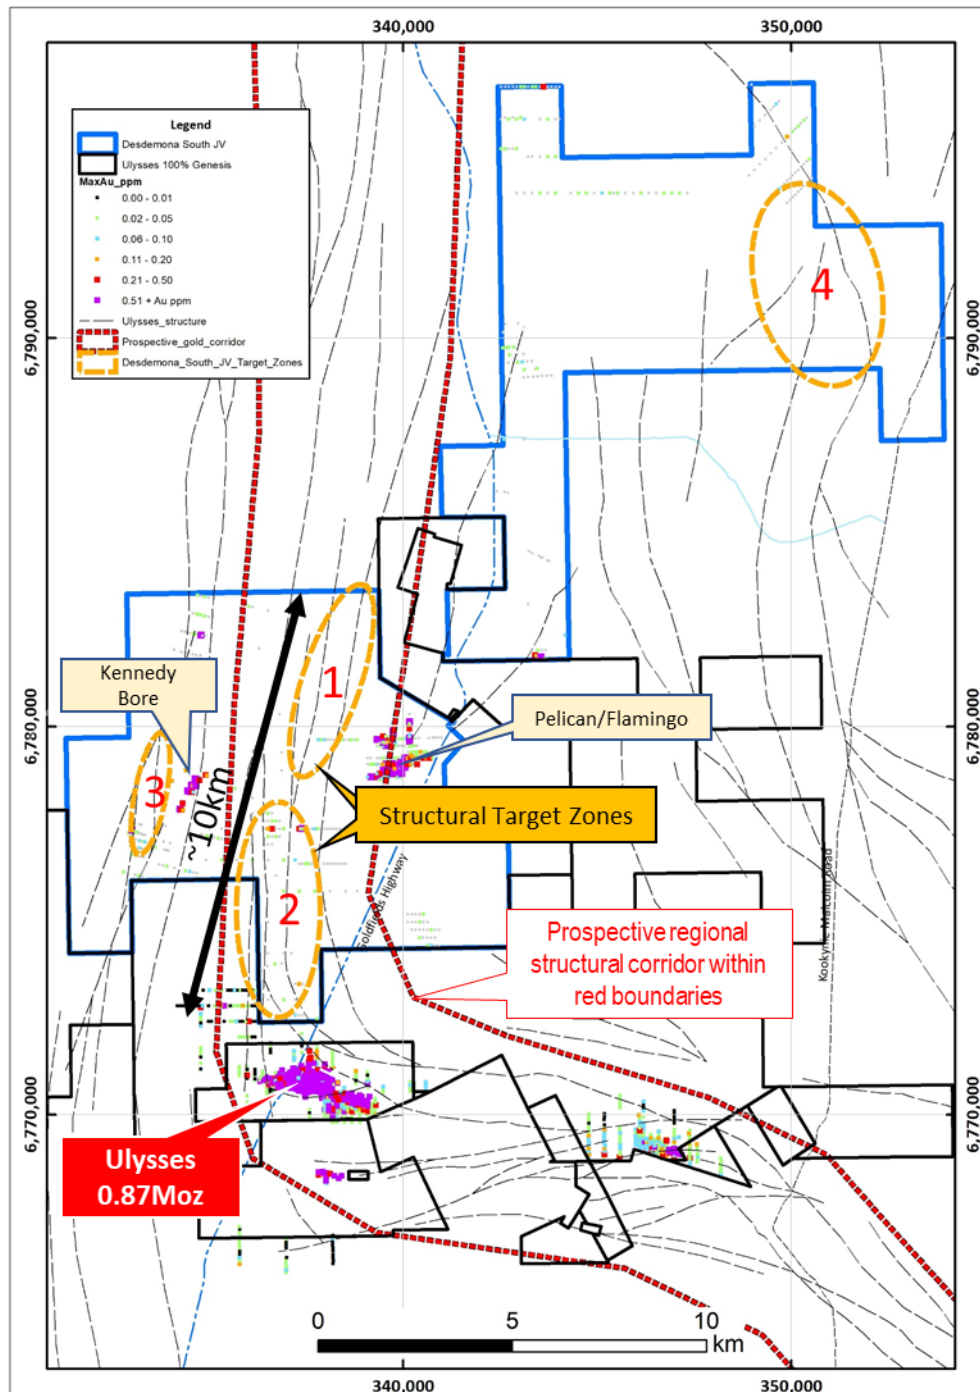 340,000
350,000
Legend
Desdemona South JV
Ulysses 100% Genesis
MaxAu_ppm
0.00 - 0.01
0.02 - 0.05
0.06 - 0.10
0.11 - 0.20
0.21 - 0.50
0.51 + Au ppm
Ulysses_structure
Prospective_gold_corridor
Desdemona_South_JV_Target_Zones
4
6,790,000
6,790,000
1
Kennedy
Bore
Pelican/Flamingo
6,780,000
6,780,000
3
~10km
Structural Target Zones
2
Goldfields Highway
Kookynie Malcolm Road
Prospective regional
structural corridor within
red boundaries
6,770,000
6,770,000
Ulysses
0.87Moz
0
5
10
km
340,000
350,000